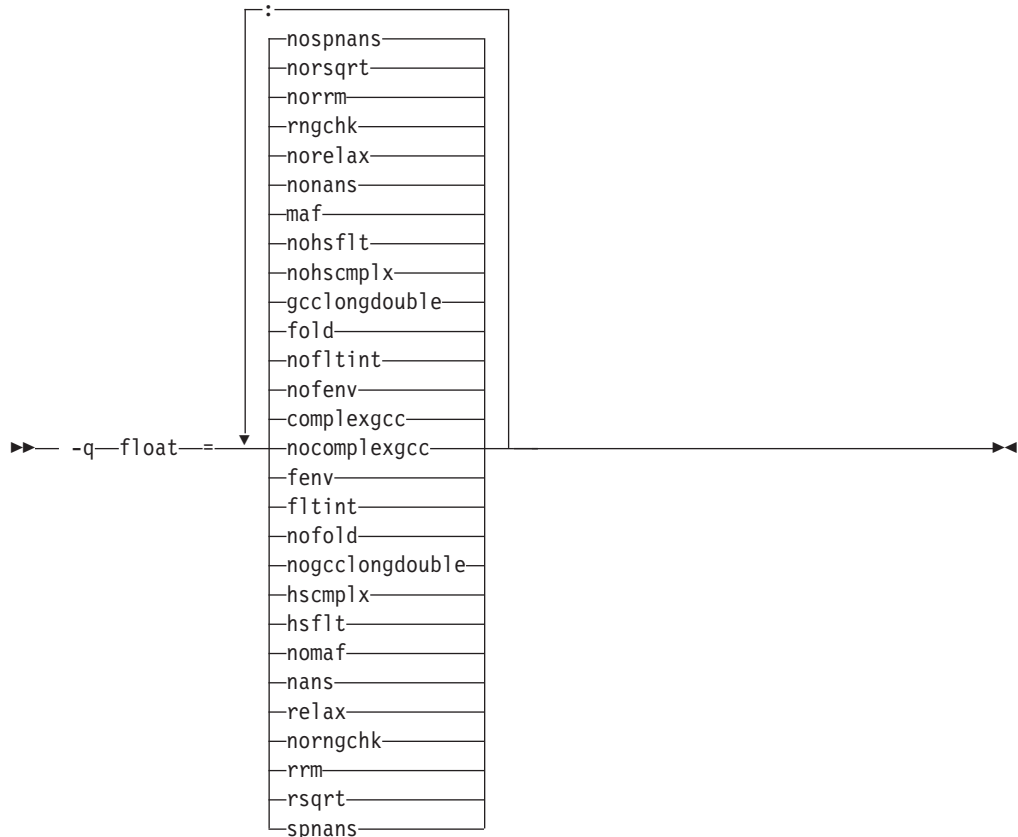 :
nospnans
norsqrt
norrm
rngchk
norelax
nonans
maf
nohsflt
nohscmplx
gcclongdouble
fold
nofltint
nofenv
complexgcc
-q float = nocomplexgcc
fenv
fltint
nofold
nogcclongdouble
hscmplx
hsflt
nomaf
nans
relax
norngchk
rrm
rsqrt
spnans